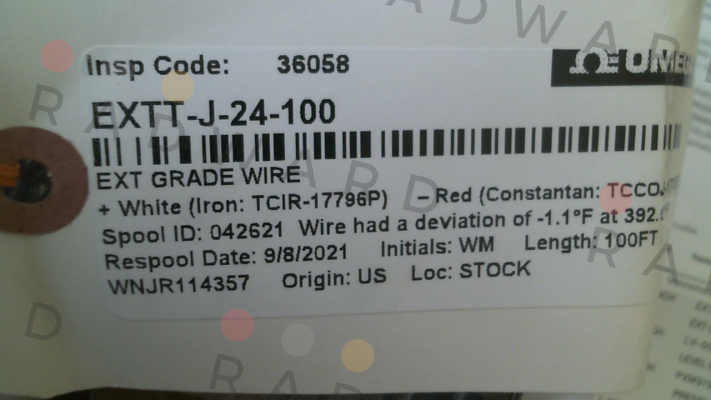 Insp Code: 36058
EXTT-J-24-100
EXT GRADE WIRE
+ White (Iron: TCIR-17796P) – Red (Constantan:
Spool ID: 042621 Wire had a deviation of -1.1°F at
Respool Date: 9/8/2021 Initials: WM Length: 100FT
WNJR114357 Origin: US Loc: STOCK
RADWARD